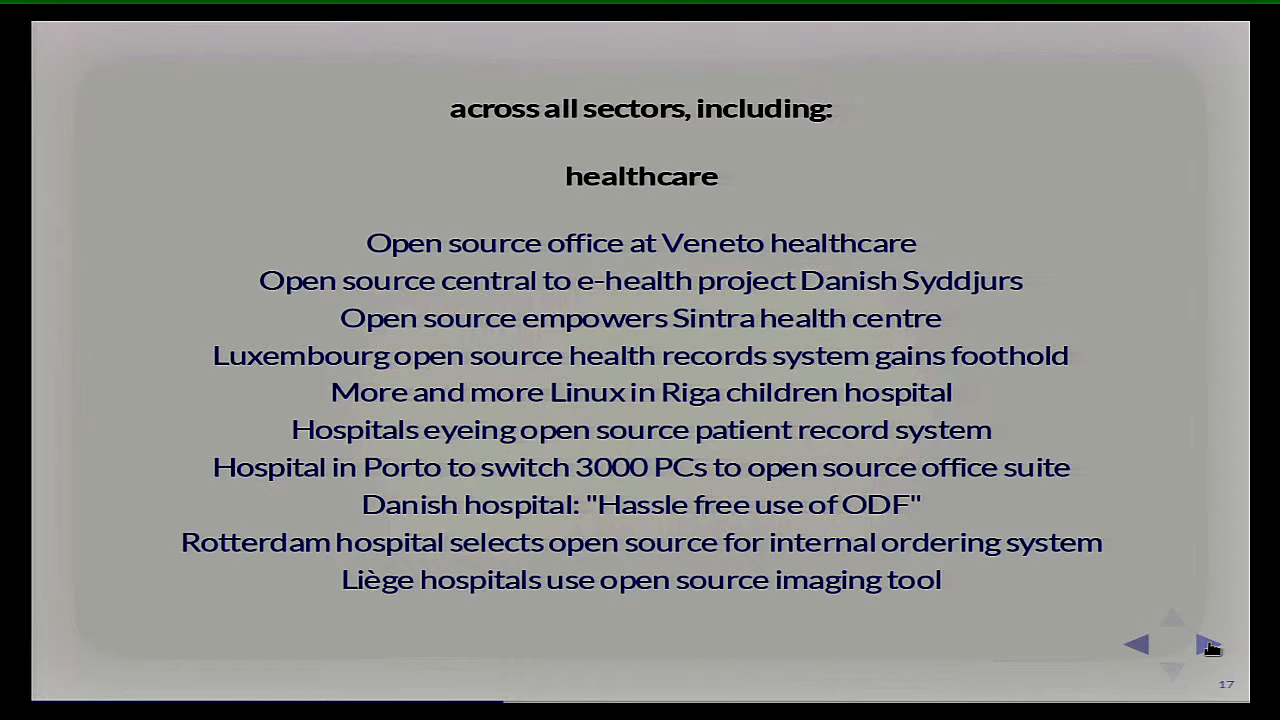 across all sectors, including:
healthcare
Open source office at Veneto healthcare
Open source central to e-health project Danish Syddjurs
Open source empowers Sintra health centre
Luxembourg open source health records system gains foothold
More and more Linux in Riga children hospital
Hospitals eyeing open source patient record system
Hospital in Porto to switch 3000 PCs to open source office suite
Danish hospital: "Hassle free use of ODF"
Rotterdam hospital selects open source for internal ordering system
Liège hospitals use open source imaging tool
17